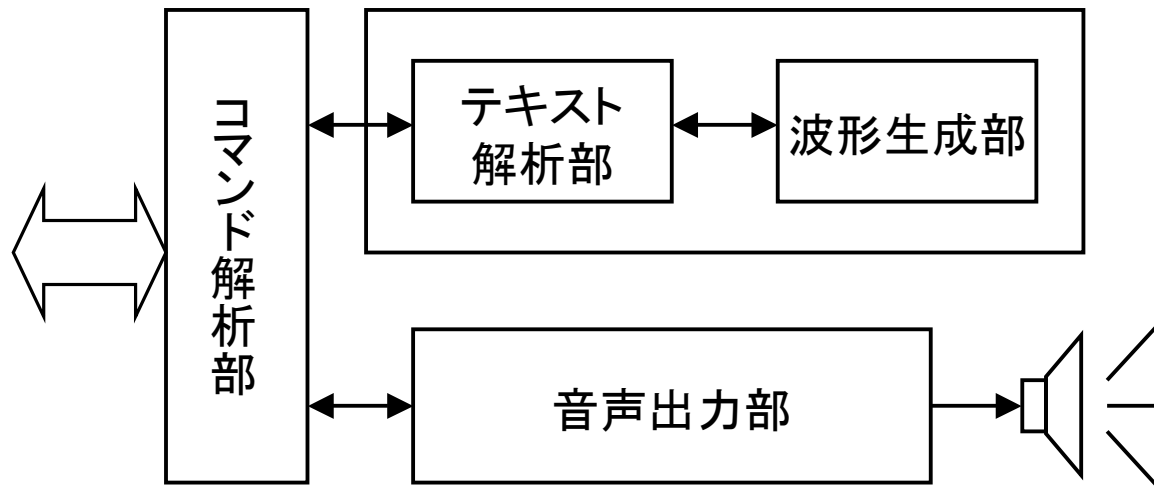 コマンド解析部
テキスト
解析部
波形生成部
音声出力部